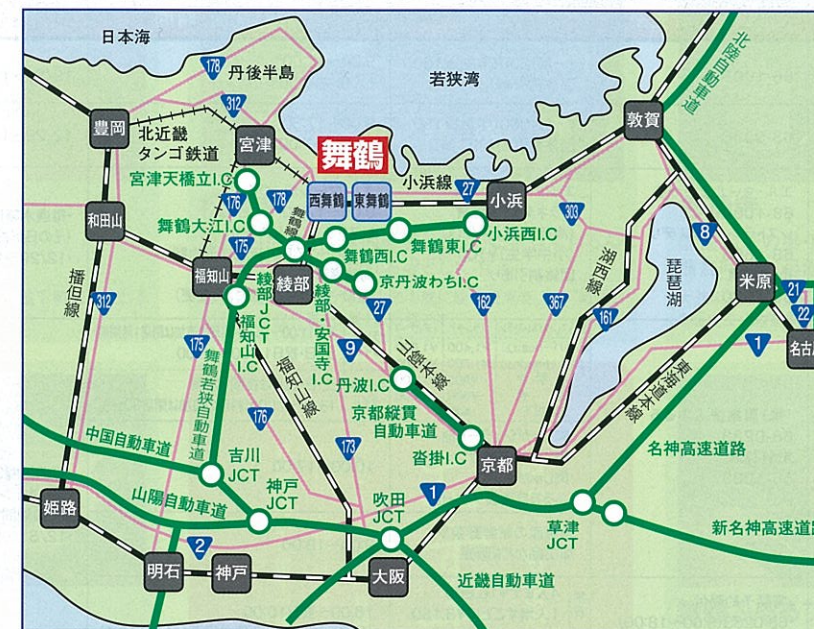 日本海
178
丹後半島
若狭湾
北陸自動車道
312
豊岡
北近畿
タンゴ鉄道
宮津
舞鶴
敦賀
宮津天橋立I.C
176
178
西舞鶴
東舞鶴
小浜線
27
小浜
和田山
舞鶴大江I.C
舞鶴線
小浜西I.C
303
8
175
舞鶴西I.C
舞鶴東I.C
湖西線
琵琶湖
福知山
綾部
京丹波わちI.C
米原
播但線
312
綾部JCT
福知山I.C
綾部安国寺I.C
27
162
367
161
21
22
1
名古
175
舞鶴若狭自動車道
福知山線
9
山陰本線
丹波I.C
東海道本線
京都縦貫
自動車道
176
173
中国自動車道
吉川
JCT
沓掛I.C
京都
名神高速道路
山陽自動車道
神戸
JCT
吹田
JCT
1
姫路
草津
JCT
新名神高速道路
2
明石
神戸
大阪
近畿自動車道